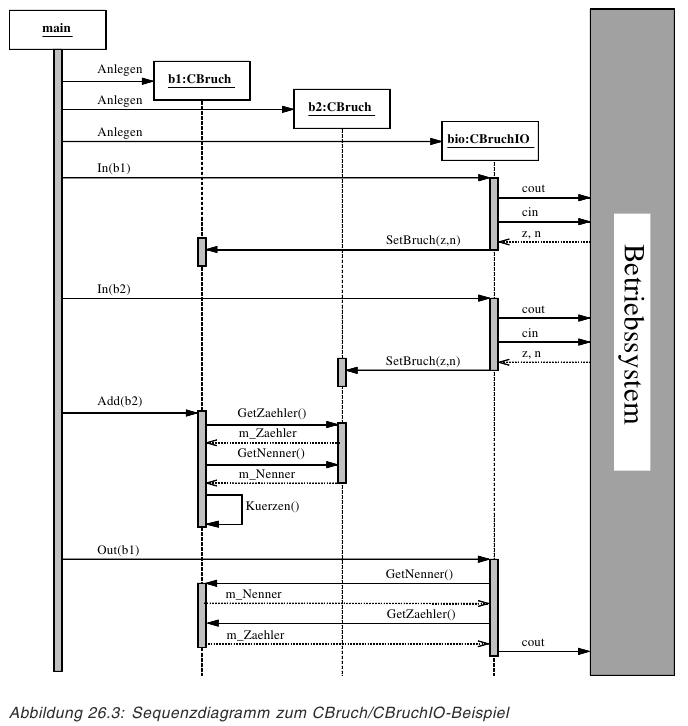 main
Anlegen
b1:CBruch
Anlegen
b2:CBruch
Anlegen
bio:CBruchIO
In(b1)
cout
cin
z, n
SetBruch(z,n)
Betriebssystem
In(b2)
cout
cin
z, n
SetBruch(z,n)
Add(b2)
GetZaehler()
m_Zaehler
GetNenner()
m_Nenner
Kuerzen()
Out(b1)
GetNenner()
m_Nenner
GetZaehler()
m_Zaehler
cout
Abbildung 26.3: Sequenzdiagramm zum CBruch/CBruchIO-Beispiel